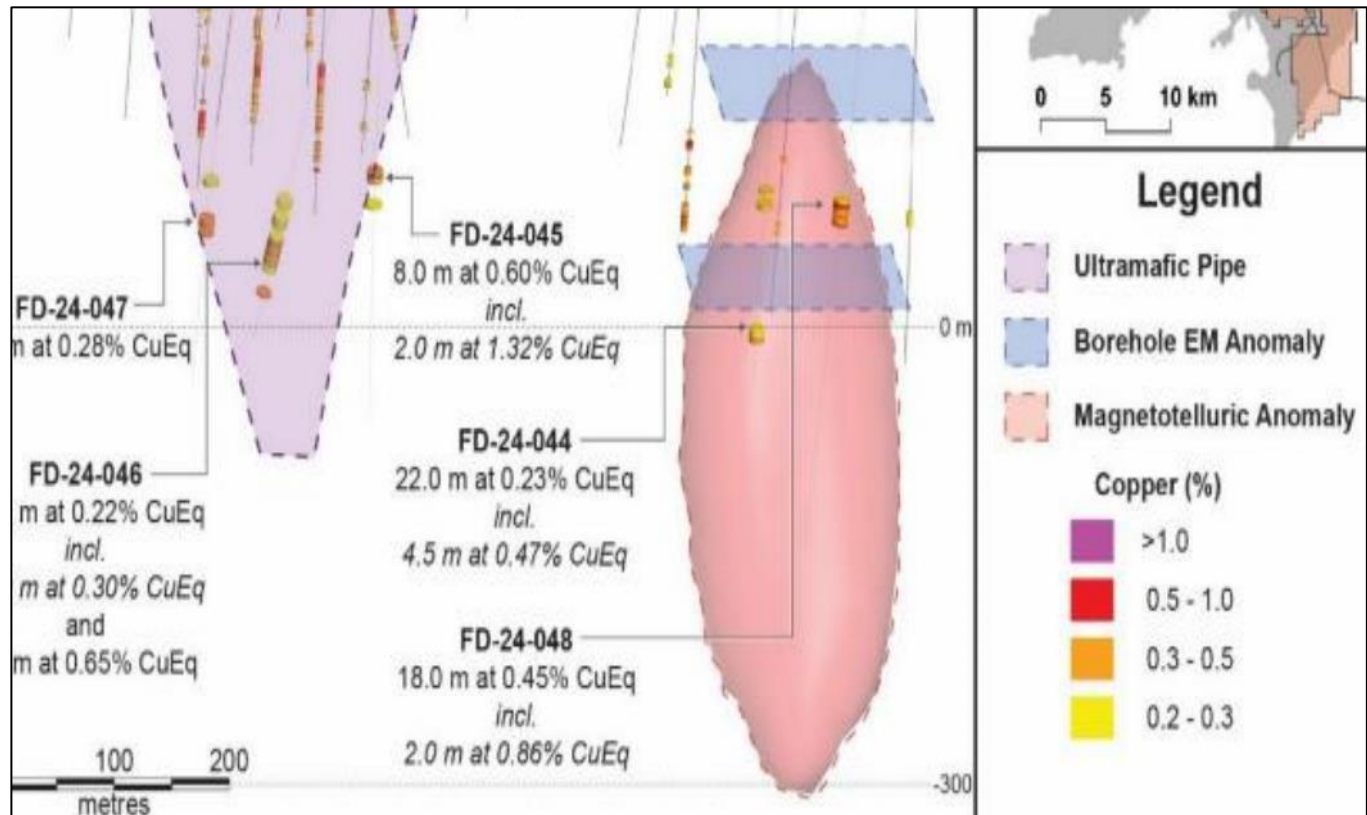 0 5 10 km
Legend
Ultramafic Pipe
Borehole EM Anomaly
Magnetotelluric Anomaly
Copper (%)
>1.0
0.5 - 1.0
0.3 - 0.5
0.2 - 0.3
FD-24-047
m at 0.28% CuEq
FD-24-045
8.0 m at 0.60% CuEq
incl.
2.0 m at 1.32% CuEq
0 m
FD-24-046
m at 0.22% CuEq
incl.
m at 0.30% CuEq
and
m at 0.65% CuEq
FD-24-044
22.0 m at 0.23% CuEq
incl.
4.5 m at 0.47% CuEq
FD-24-048
18.0 m at 0.45% CuEq
incl.
2.0 m at 0.86% CuEq
100 200
metres
-300